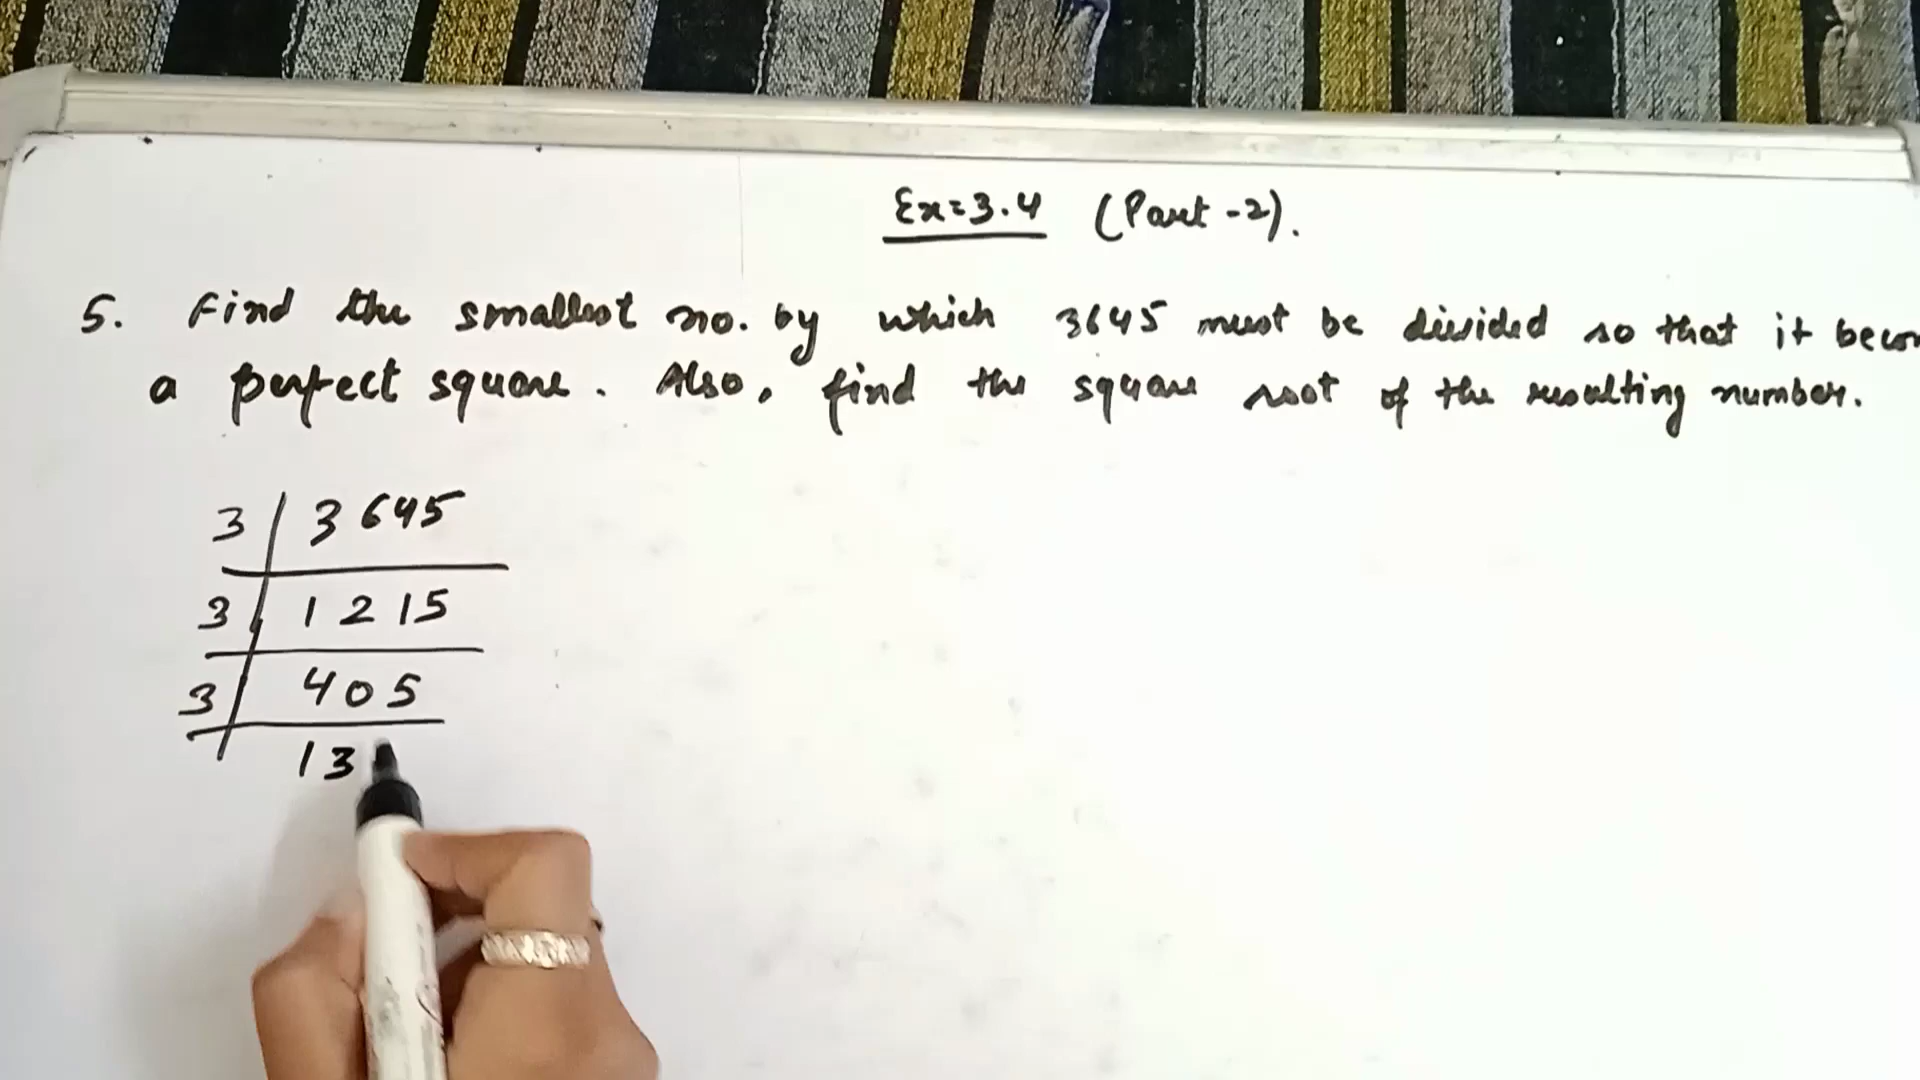 Ex=3.4 (Part-2).
5. Find the smallest no. by which 3645 must be divided so that it becom
a perfect square. Also, find the square root of the resulting number.
3 3645
3 1215
3 405
13